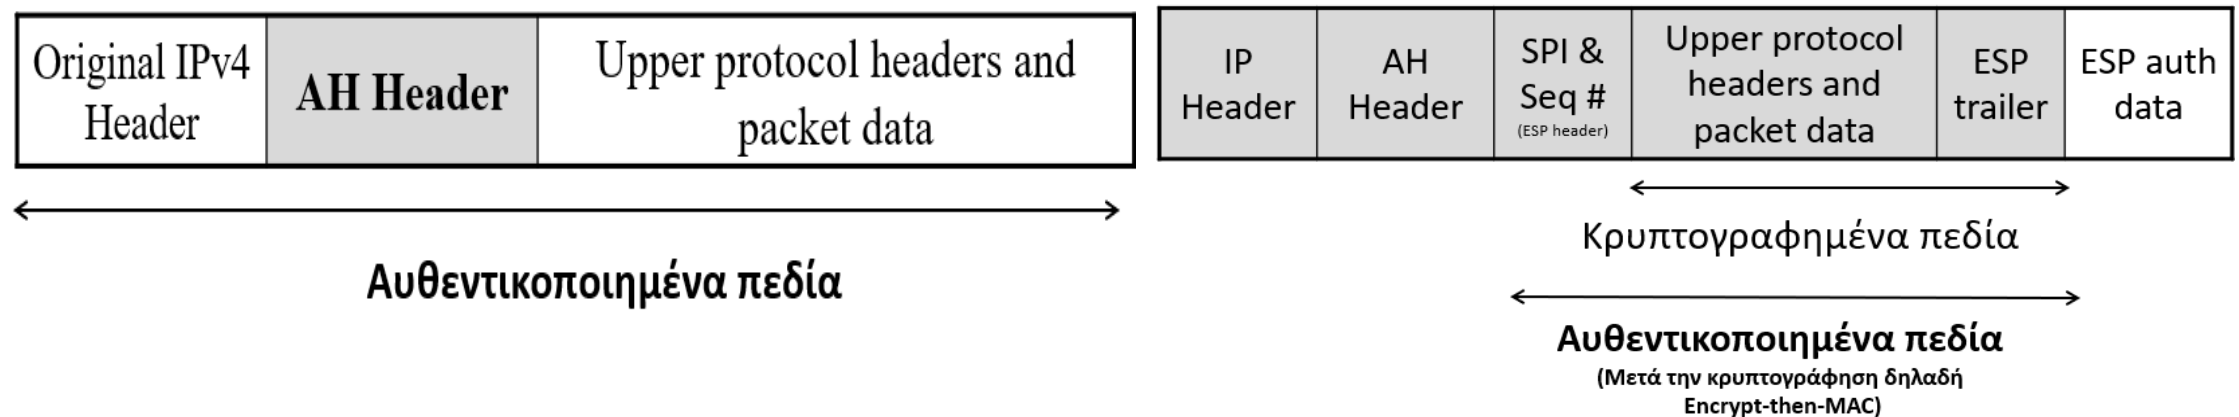 Original IPv4
Header
AH Header
Upper protocol headers and
packet data
Αυθεντικοποιημένα πεδία
IP
Header
AH
Header
SPI &
Seq #
(ESP header)
Upper protocol
headers and
packet data
ESP
trailer
ESP auth
data
Κρυπτογραφημένα πεδία
Αυθεντικοποιημένα πεδία
(Μετά την κρυπτογράφηση δηλαδή
Encrypt-then-MAC)